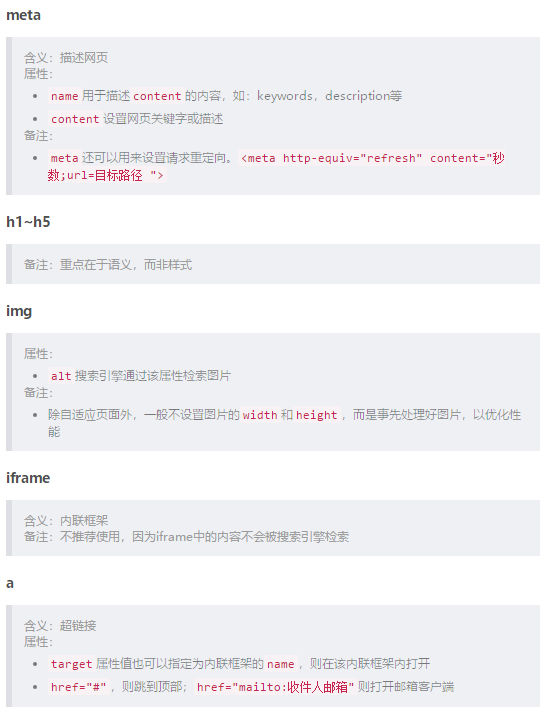 meta
含义：描述网页
属性：
name 用于描述 content 的内容，如：keywords，description等
content 设置网页关键字或描述
备注：
meta 还可以用来设置请求重定向。<meta http-equiv="refresh" content="秒
数;url=目标路径 ">
h1~h5
备注：重点在于语义，而非样式
img
属性：
alt 搜索引擎通过该属性检索图片
备注：
除自适应页面外，一般不设置图片的 width 和 height ，而是事先处理好图片，以优化性
能
iframe
含义：内联框架
备注：不推荐使用，因为iframe中的内容不会被搜索引擎检索
a
含义：超链接
属性：
target 属性值也可以指定为内联框架的 name ，则在该内联框架内打开
href="#" ，则跳到顶部；href="mailto:收件人邮箱" 则打开邮箱客户端